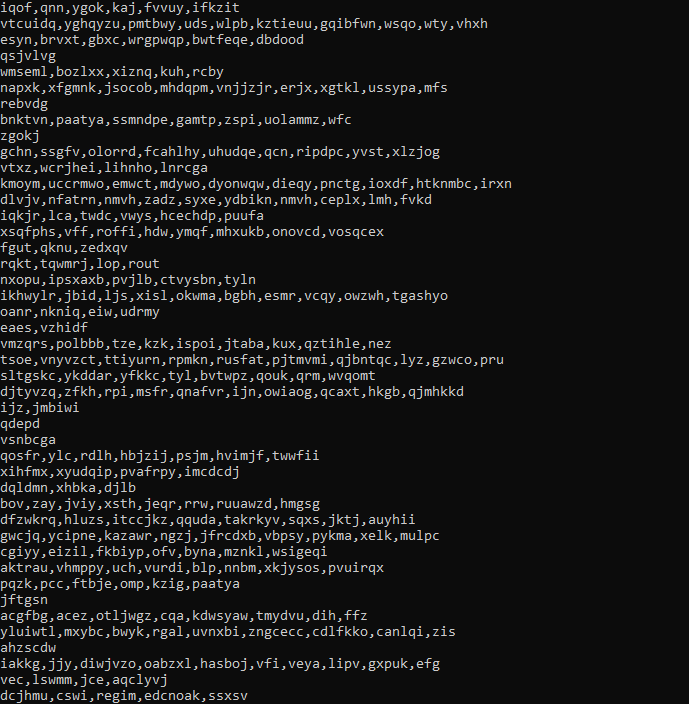 iqof,qnn,ygok,kaj,fvvuy,ifkzit
vtcuidq,yghqyzu,pmtbwy,uds,wlpb,kztieuu,gqibfwn,wsqo,wty,vhxh
esyn,brvxt,gbxc,wrgpwqp,bwtfeqe,dbdood
qsjvlvg
wmseml,bozlxx,xiznq,kuh,rcby
napxk,xfgmnk,jsocob,mhdqpm,vnjjzjr,erjx,xgtkl,ussypa,mfs
rebvdg
bnktvn,paatya,ssmndpe,gamtp,zspi,uolammz,wfc
zgokj
gchn,ssgfv,olorrd,fcahlhy,uhudqe,qcn,ripdpc,yvst,xlzjog
vtxz,wcrjhei,lihnho,lnrcga
kmoym,uccrmwo,emwct,mdywo,dyonwqw,dieqy,pnctg,ioxdf,htknmbc,irxn
dlvjv,nfatrn,nmvh,zadz,syxe,ydbikn,nmvh,ceplx,lmh,fvkd
iqkjr,lca,twdc,vwys,hcechdp,puufa
xsqfphs,vff,roffi,hdw,ymqf,mhxukb,onovcd,vosqcex
fgut,qknu,zedxqv
rqkt,tqwmrj,lop,rout
nxopu,ipsxaxb,pvjlb,ctvysbn,tyln
ikhwylr,jbid,ljs,xisl,okwma,bgbh,esmr,vcqy,owzwh,tgashyo
oanr,nkniq,eiw,udrmy
eaes,vzhidf
vmzqrs,polbbb,tze,kzk,ispoi,jtaba,kux,qztihle,nez
tsoe,vnyvzct,ttiyurn,rpmkn,rusfat,pjtmvmi,qjbntqc,lyz,gzwco,pru
sltgskc,ykddar,yfkkc,tyl,bvtwpz,qouk,qrm,wvqomt
djtyvzq,zfkh,rpi,msfr,qnafvr,ijn,owiaog,qcaxt,hkgb,qjmhkkd
ijz,jmbiwi
qdepd
vsnbcga
qosfr,ylc,rdlh,hbjzij,psjm,hvimjf,twwfii
xihfmx,xyudqip,pvafrpy,imcdcdj
dqldmn,xhbka,djlb
bov,zay,jviy,xsth,jeqr,rrw,ruuawzd,hmgsg
dfzwkrq,hluzs,itccjkz,qquda,takrkyv,sqxs,jktj,auyhii
gwcjq,ycipne,kazawr,ngzj,jfrcdxb,vbpsy,pykma,xelk,mulpc
cgiyy,eizil,fkbiyp,ofv,byna,mznkl,wsigeqi
aktrau,vhmppy,uch,vurdi,blp,nnbm,xkjysos,pvuirqx
pqzk,pcc,ftbje,omp,kzig,paatya
jftgsn
acgfbg,acez,otljwgz,cqa,kdwsyaw,tmydvu,dih,ffz
yluiwtl,mxybc,bwyk,rgal,uvnxbi,zngcecc,cdlfkko,canlqi,zis
ahzscdw
iakkg,jjy,diwjvzo,oabzxl,hasboj,vfi,veya,lipv,gxpuk,efg
vec,lswmm,jce,aqclyvj
dcjhmu,cswi,regim,edcnoak,ssxsv